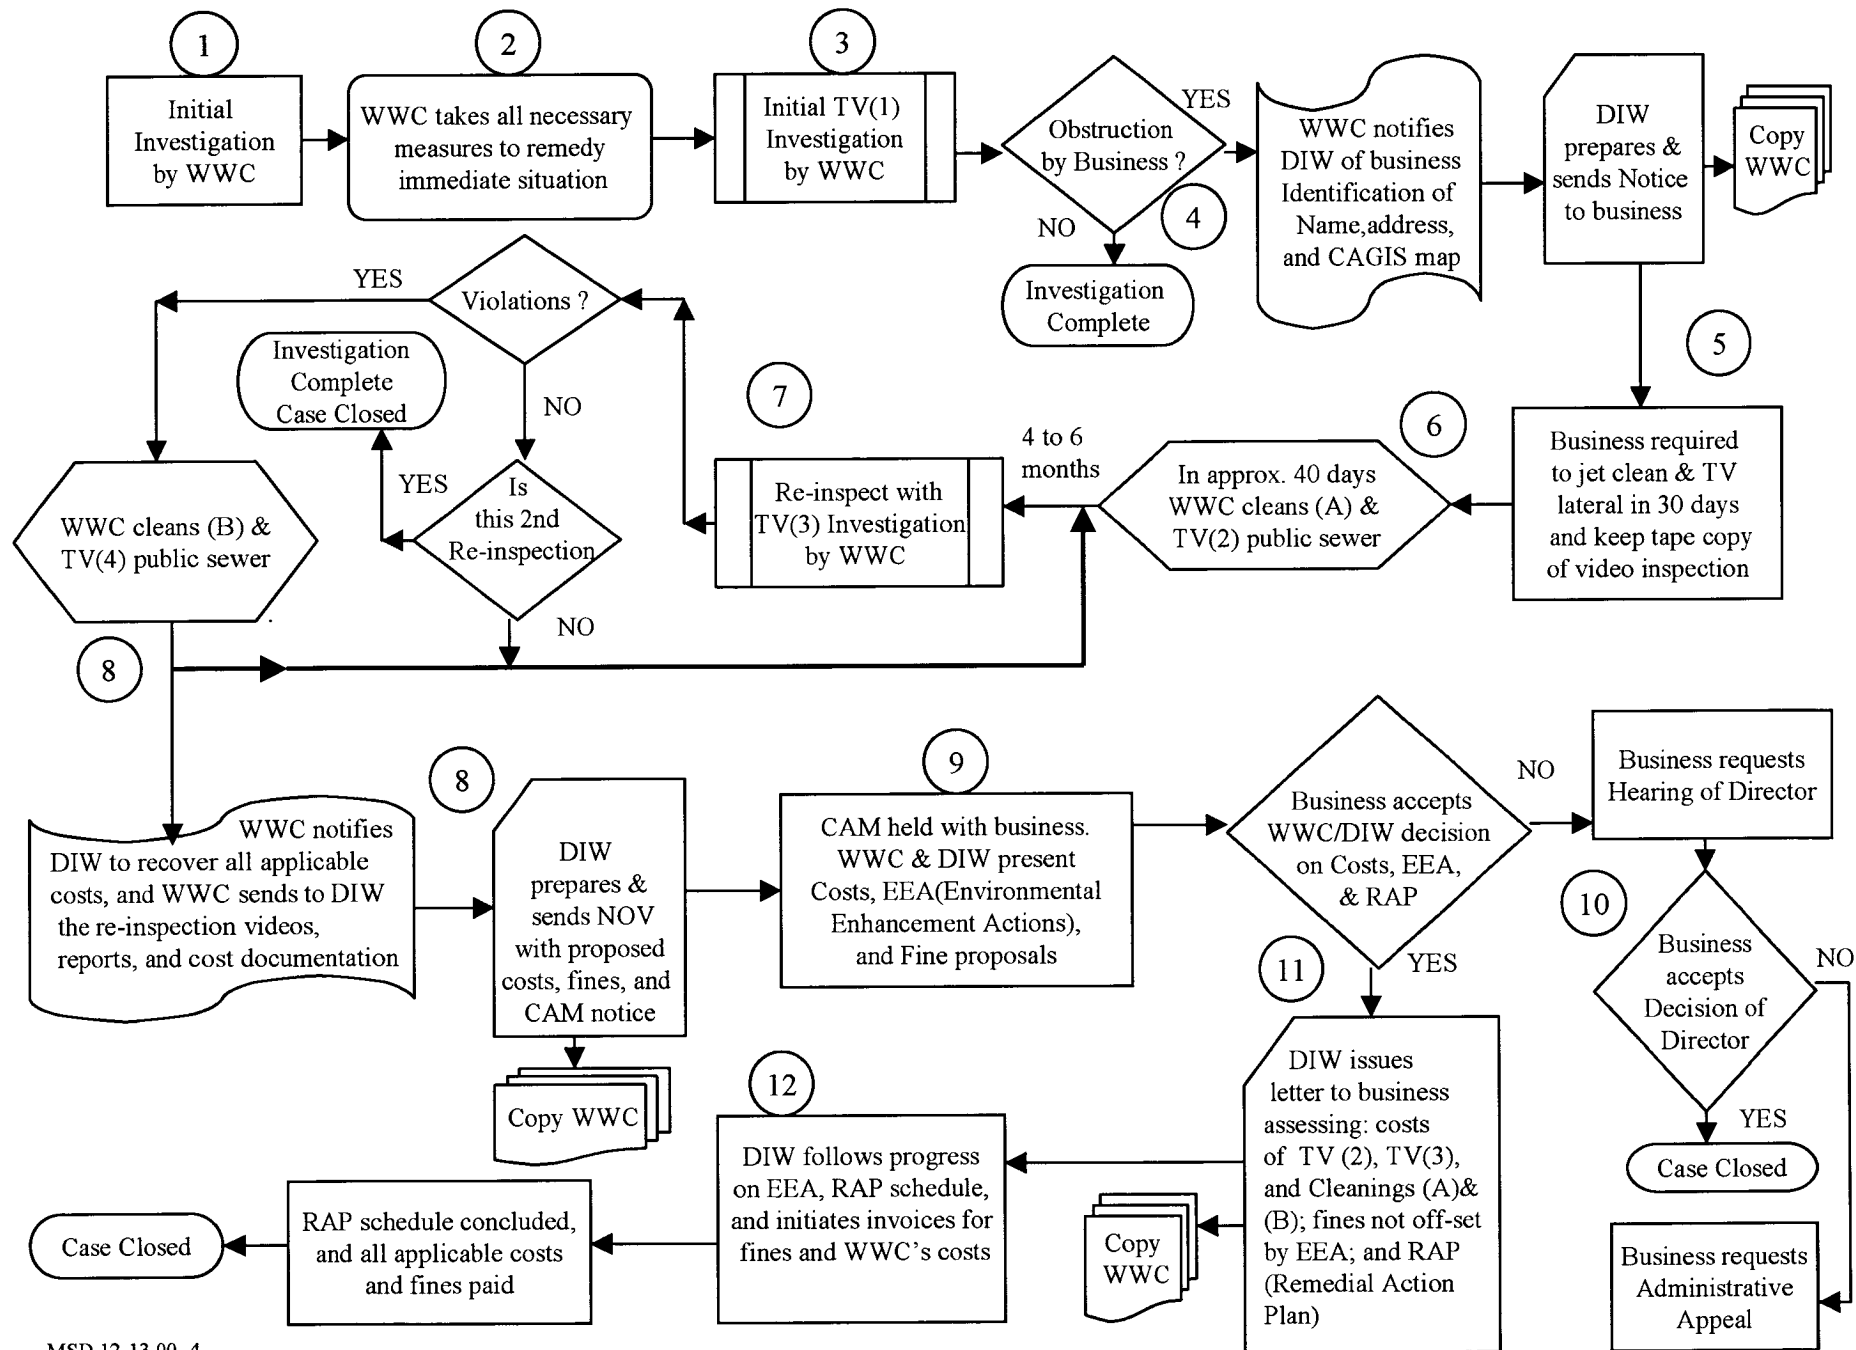 1
2
3
Initial
Investigation
by WWC
WWC takes all necessary
measures to remedy
immediate situation
Initial TV(1)
Investigation
by WWC
Obstruction
by Business ?
YES
4
NO
Investigation
Complete
WWC notifies
DIW of business
Identification of
Name,address,
and CAGIS map
DIW
prepares &
sends Notice
to business
Copy
WWC
5
Business required
to jet clean & TV
lateral in 30 days
and keep tape copy
of video inspection
6
In approx. 40 days
WWC cleans (A) &
TV(2) public sewer
4 to 6
months
7
Re-inspect with
TV(3) Investigation
by WWC
Violations ?
YES
NO
Investigation
Complete
Case Closed
YES
Is
this 2nd
Re-inspection
NO
WWC cleans (B) &
TV(4) public sewer
8
WWC notifies
DIW to recover all applicable
costs, and WWC sends to DIW
the re-inspection videos,
reports, and cost documentation
8
DIW
prepares &
sends NOV
with proposed
costs, fines, and
CAM notice
Copy WWC
9
CAM held with business.
WWC & DIW present
Costs, EEA(Environmental
Enhancement Actions),
and Fine proposals
Business accepts
WWC/DIW decision
on Costs, EEA,
& RAP
NO
Business requests
Hearing of Director
10
Business
accepts
Decision of
Director
NO
YES
Case Closed
Business requests
Administrative
Appeal
11
YES
DIW issues
letter to business
assessing: costs
of TV (2), TV(3),
and Cleanings (A)&
(B); fines not off-set
by EEA; and RAP
(Remedial Action
Plan)
Copy
WWC
12
DIW follows progress
on EEA, RAP schedule,
and initiates invoices for
fines and WWC's costs
RAP schedule concluded,
and all applicable costs
and fines paid
Case Closed